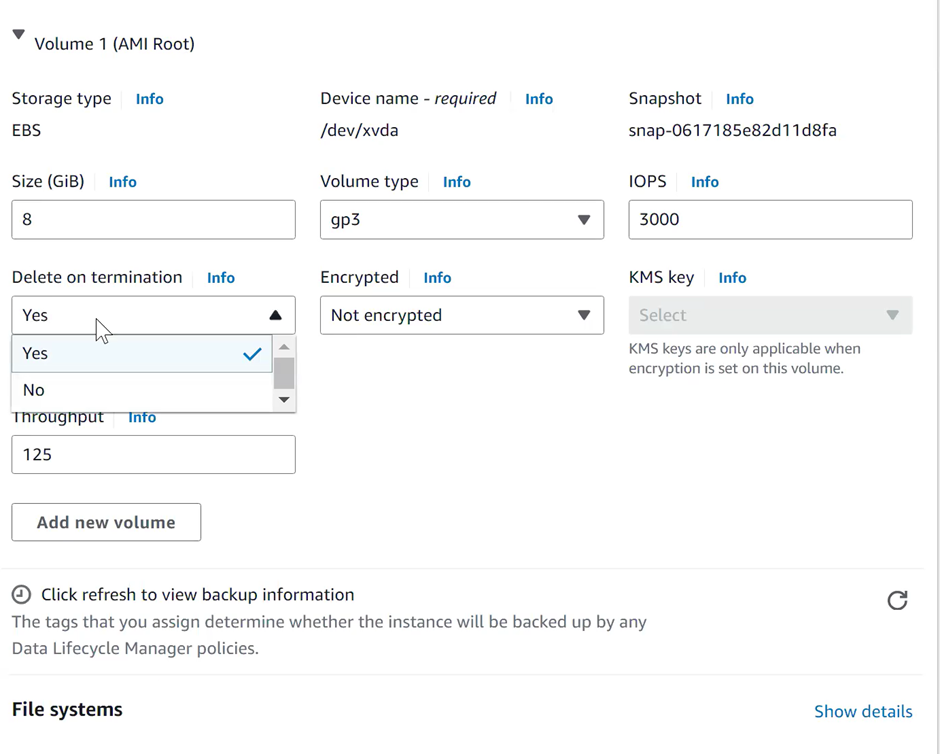 Volume 1 (AMI Root)
Storage type Info
Device name - required Info
Snapshot Info
EBS
/dev/xvda
snap-0617185e82d11d8fa
Size (GiB) Info
Volume type Info
IOPS Info
8
gp3
3000
Delete on termination Info
Encrypted Info
KMS key Info
Yes
Not encrypted
Select
Yes
No
KMS keys are only applicable when
encryption is set on this volume.
Throughput Info
125
Add new volume
Click refresh to view backup information
The tags that you assign determine whether the instance will be backed up by any
Data Lifecycle Manager policies.
File systems
Show details